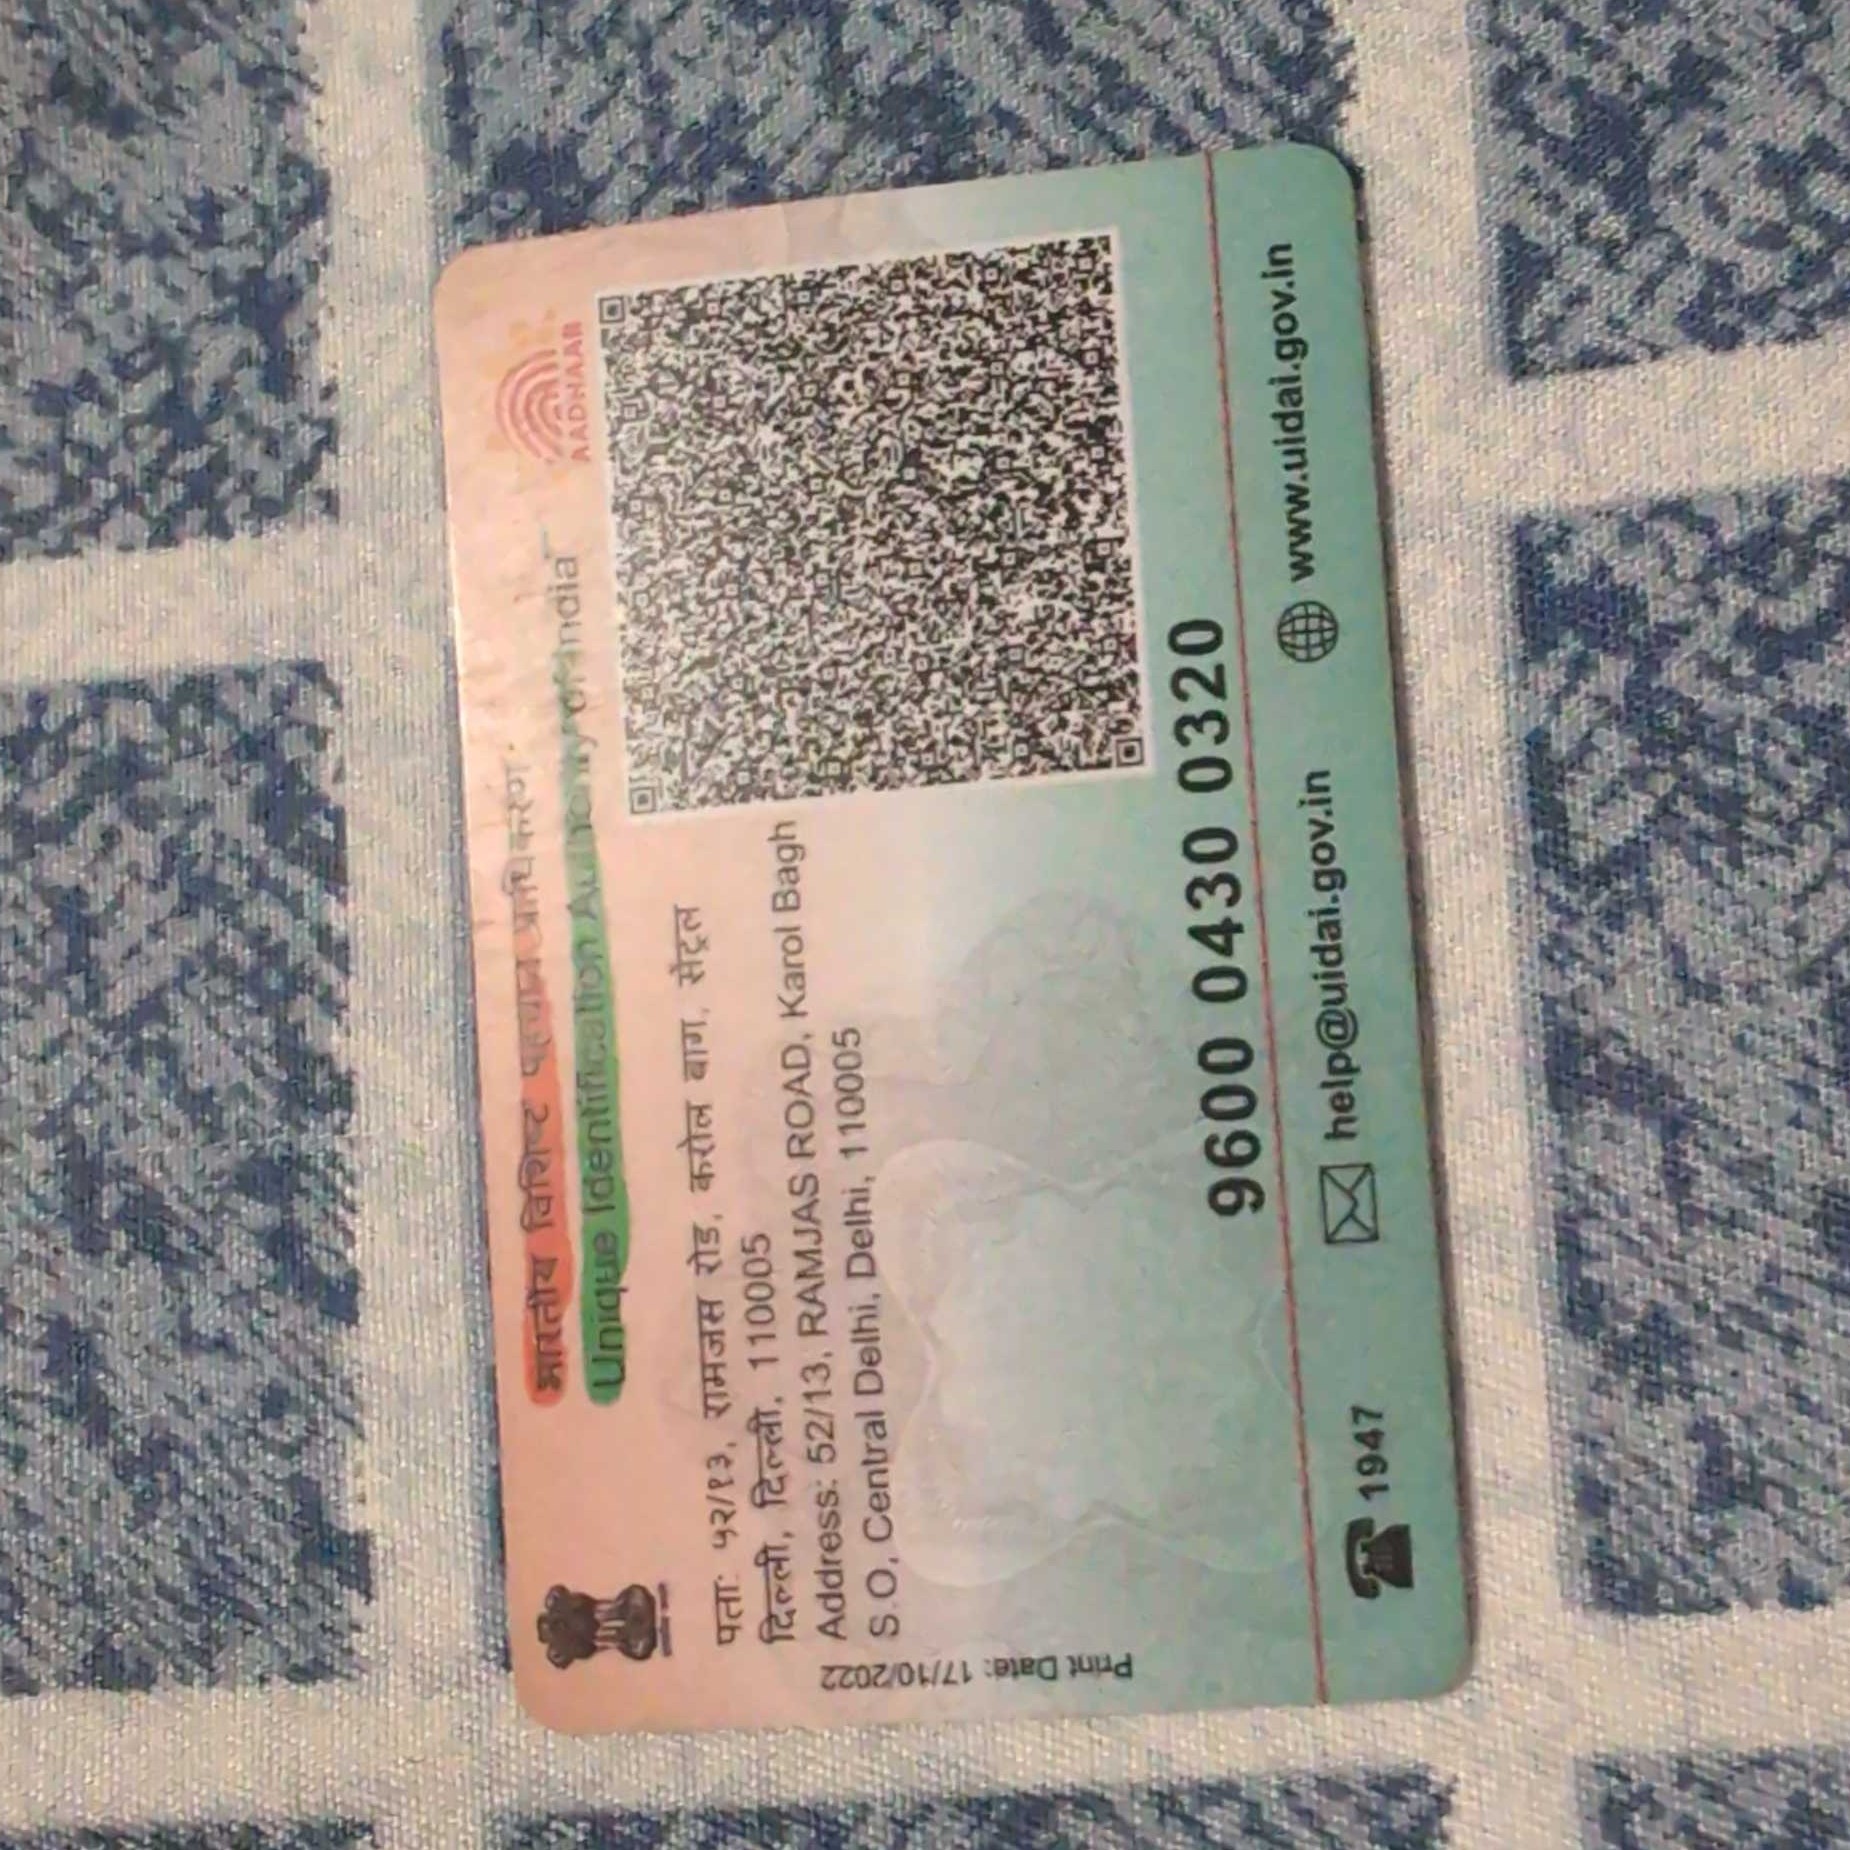 भारतीय विशिष्ट पहचान प्राधिकरण
Unique Identification Authority of India
AADHAAR
पता: ५२/१३, रामजस रोड, करोल बाग, सेंट्रल
दिल्ली, दिल्ली, 110005
Address: 52/13, RAMJAS ROAD, Karol Bagh
S.O, Central Delhi, Delhi, 110005
Print Date: 17/10/2022
9600 0430 0320
1947
help@uidai.gov.in
www.uidai.gov.in